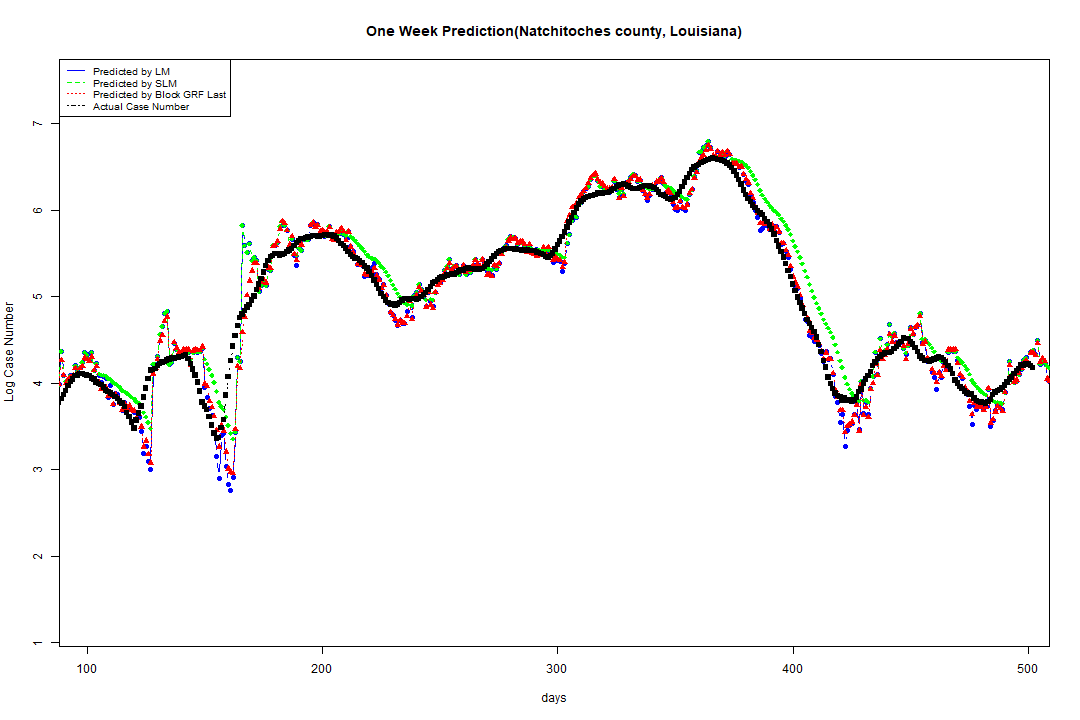 One Week Prediction(Natchitoches county, Louisiana)
Predicted by LM
Predicted by SLM
Predicted by Block GRF Last
Actual Case Number
7
6
5
4
3
2
1
Log Case Number
100 200 300 400 500
days